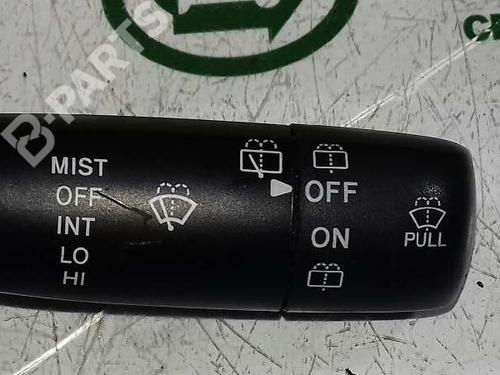 B-PARTS
MIST
OFF
INT
LO
HI
OFF
ON
PULL